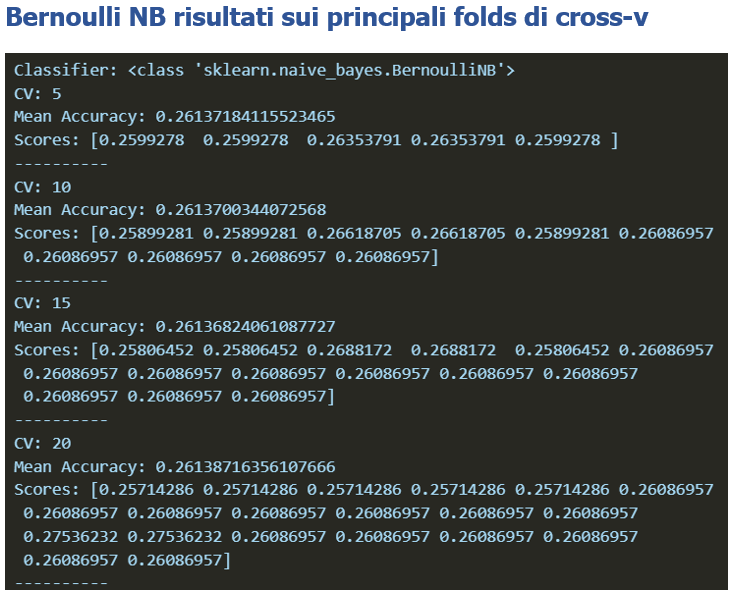 Bernoulli NB risultati sui principali folds di cross-v
Classifier: <class 'sklearn.naive_bayes.BernoulliNB'>
CV: 5
Mean Accuracy: 0.26137184115523465
Scores: [0.2599278  0.2599278  0.26353791 0.26353791 0.2599278 ]
----------
CV: 10
Mean Accuracy: 0.2613700344072568
Scores: [0.25899281 0.25899281 0.26618705 0.26618705 0.25899281 0.26086957
 0.26086957 0.26086957 0.26086957 0.26086957]
----------
CV: 15
Mean Accuracy: 0.26136824061087727
Scores: [0.25806452 0.25806452 0.2688172  0.2688172  0.25806452 0.26086957
 0.26086957 0.26086957 0.26086957 0.26086957 0.26086957 0.26086957
 0.26086957 0.26086957 0.26086957]
----------
CV: 20
Mean Accuracy: 0.26138716356107666
Scores: [0.25714286 0.25714286 0.25714286 0.25714286 0.25714286 0.26086957
 0.26086957 0.26086957 0.26086957 0.26086957 0.26086957 0.26086957
 0.27536232 0.27536232 0.26086957 0.26086957 0.26086957 0.26086957
 0.26086957 0.26086957]
----------